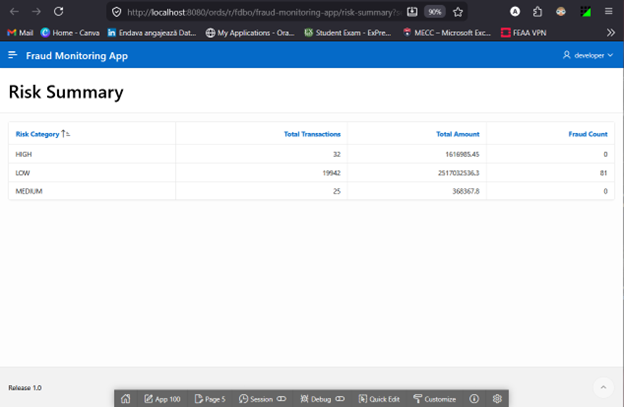 http://localhost:8080/ords/r/fdbo/fraud-monitoring-app/risk-summary?
90%
Mail Home - Canva Endava angajează Dat... My Applications - Ora... Student Exam - ExPre... MECC – Microsoft Exc... FEAA VPN
Fraud Monitoring App developer
Risk Summary
Risk Category Total Transactions Total Amount Fraud Count
HIGH 32 1616985.45 0
LOW 19942 2517032536.3 81
MEDIUM 25 368367.8 0
Release 1.0
App 100 Page 5 Session Debug Quick Edit Customize